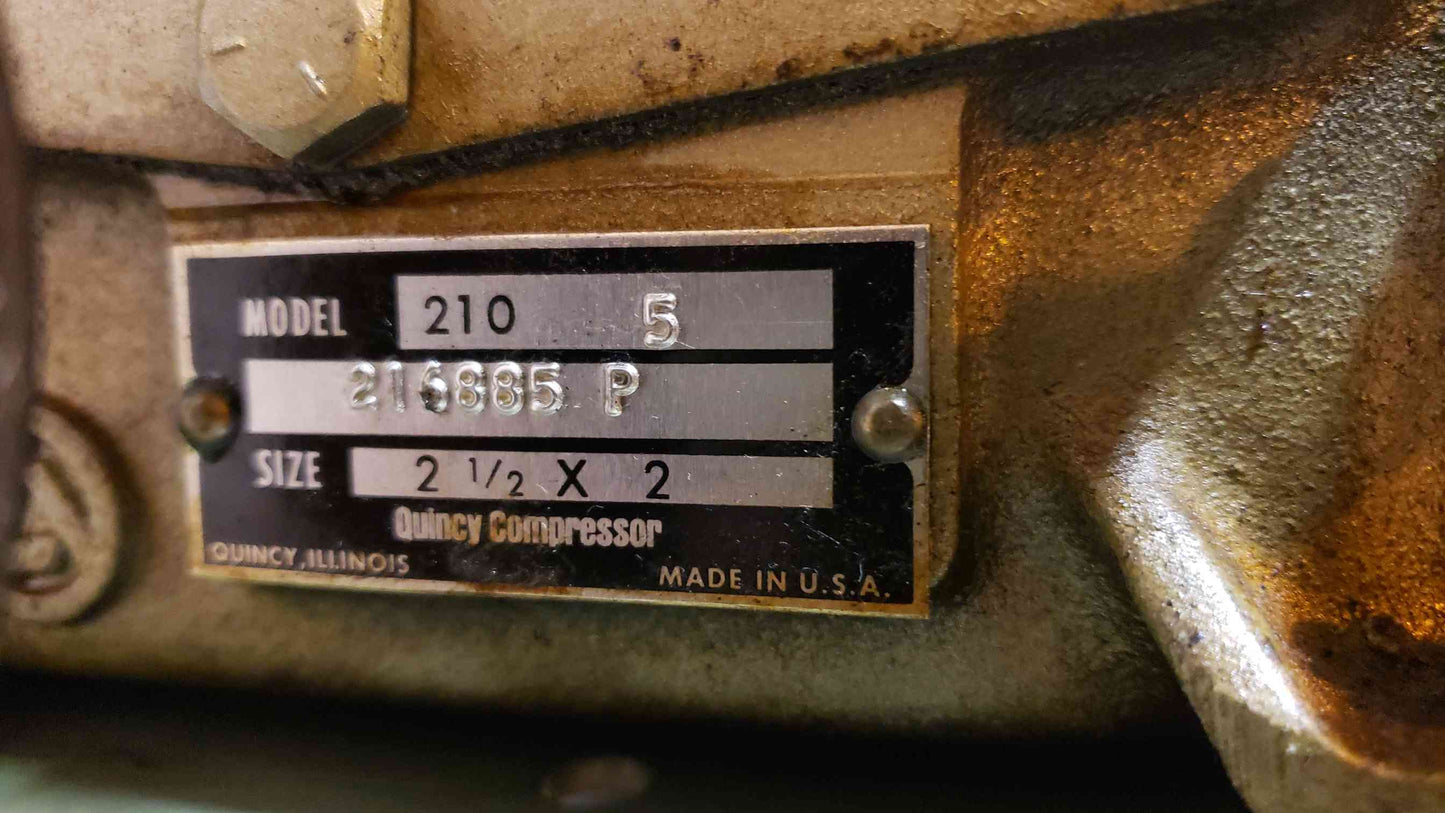 MODEL 210 5
216885 P
SIZE 2 1/2 X 2
Quincy Compressor
QUINCY, ILLINOIS MADE IN U.S.A.